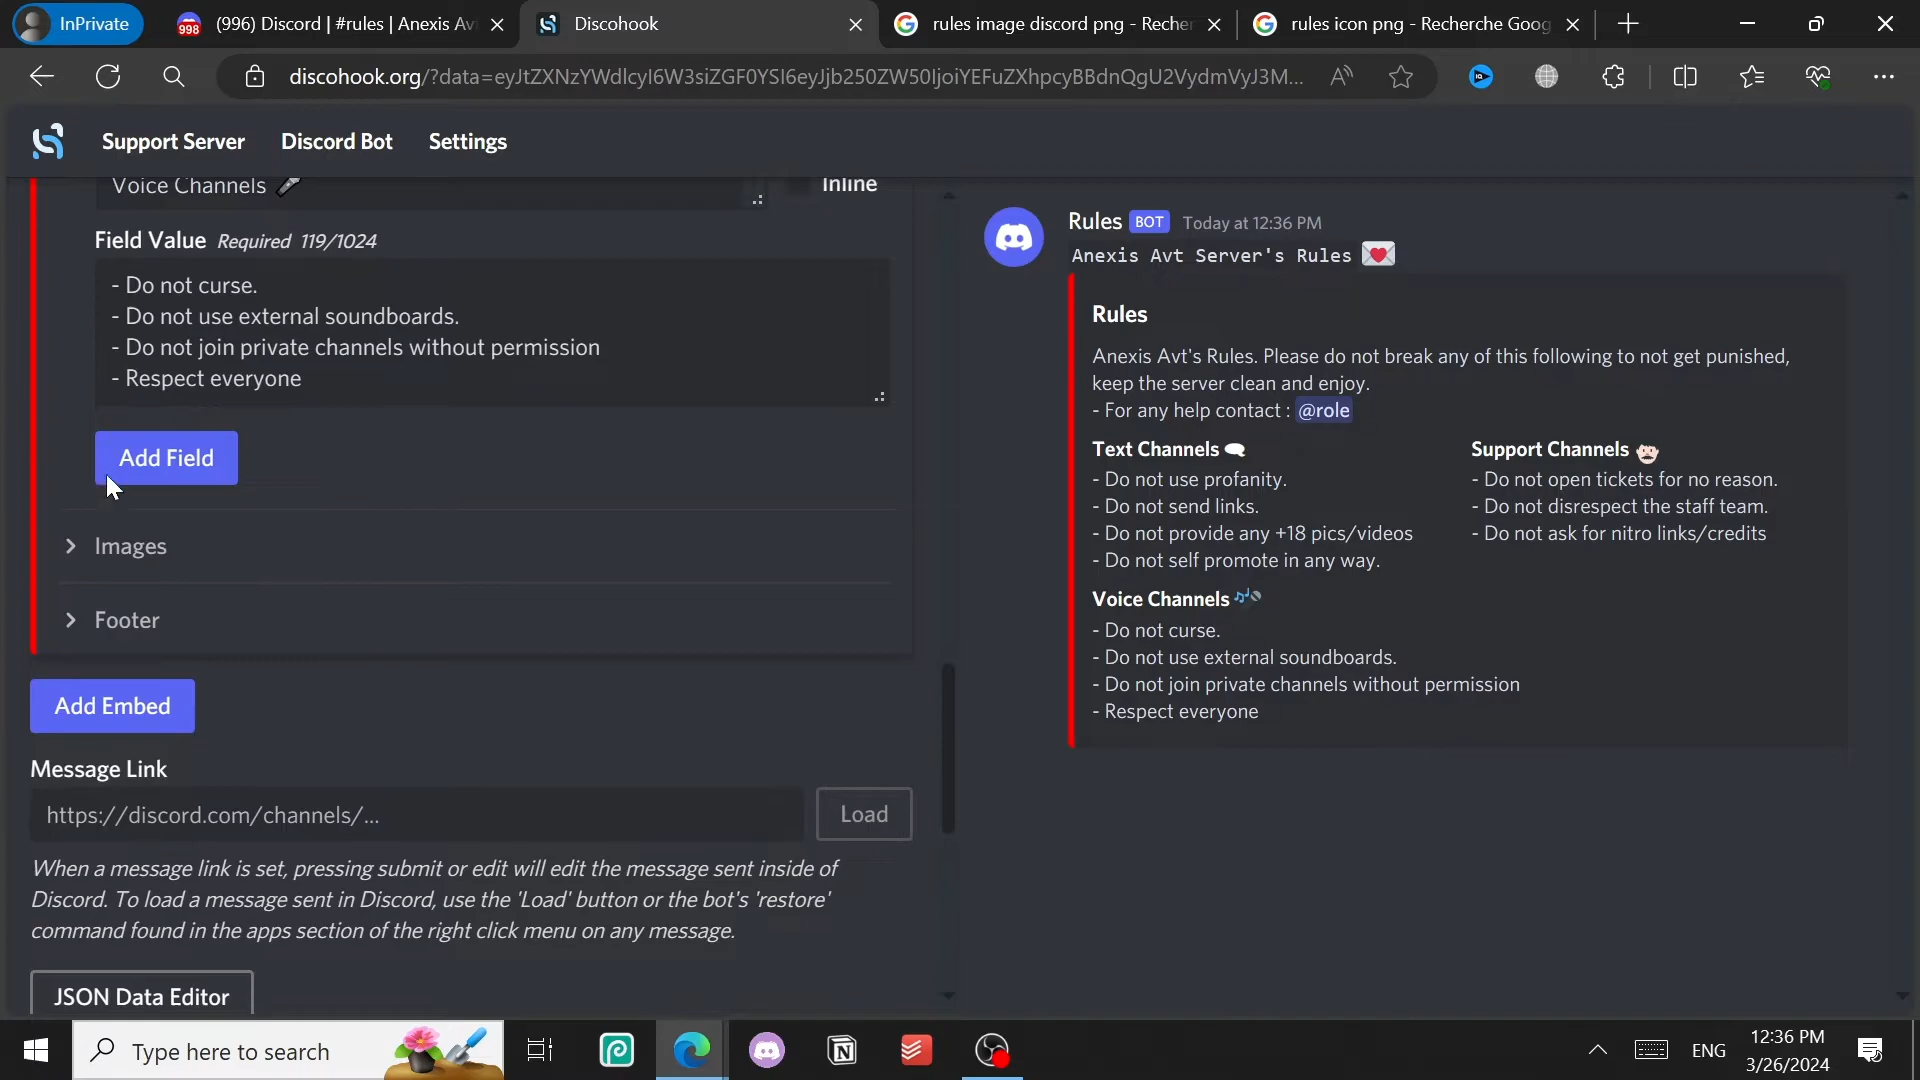 InPrivate
998
(996) Discord | #rules | Anexis Av
Discohook
rules image discord png - Recher
rules icon png - Recherche Goog
discohook.org/?data=eyJtZXNzYWdlcyI6W3siZGF0YSI6eyJjb250ZW50IjoiYEFuZXhpcyBBdnQgU2VydmVyJ3M...
Support Server
Discord Bot
Settings
Voice Channels 🎤
Inline
Field Value Required 119/1024
- Do not curse.
- Do not use external soundboards.
- Do not join private channels without permission
- Respect everyone
Add Field
Images
Footer
Add Embed
Message Link
https://discord.com/channels/...
Load
When a message link is set, pressing submit or edit will edit the message sent inside of
Discord. To load a message sent in Discord, use the 'Load' button or the bot's 'restore'
command found in the apps section of the right click menu on any message.
JSON Data Editor
Rules BOT Today at 12:36 PM
Anexis Avt Server's Rules 💌
Rules
Anexis Avt's Rules. Please do not break any of this following to not get punished,
keep the server clean and enjoy.
- For any help contact : @role
Text Channels 🗨
- Do not use profanity.
- Do not send links.
- Do not provide any +18 pics/videos
- Do not self promote in any way.
Support Channels
- Do not open tickets for no reason.
- Do not disrespect the staff team.
- Do not ask for nitro links/credits
Voice Channels
- Do not curse.
- Do not use external soundboards.
- Do not join private channels without permission
- Respect everyone
Type here to search
ENG
12:36 PM
3/26/2024